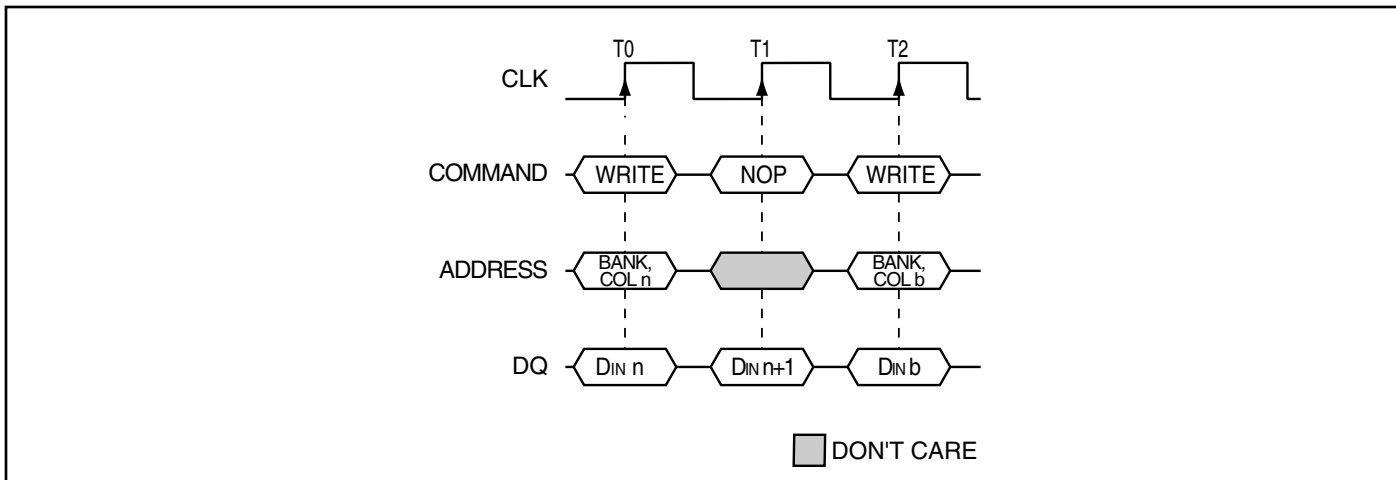 T0 T1 T2
CLK
COMMAND WRITE NOP WRITE
ADDRESS BANK, COL n BANK, COL b
DQ DIN n DIN n+1 DIN b
DON'T CARE